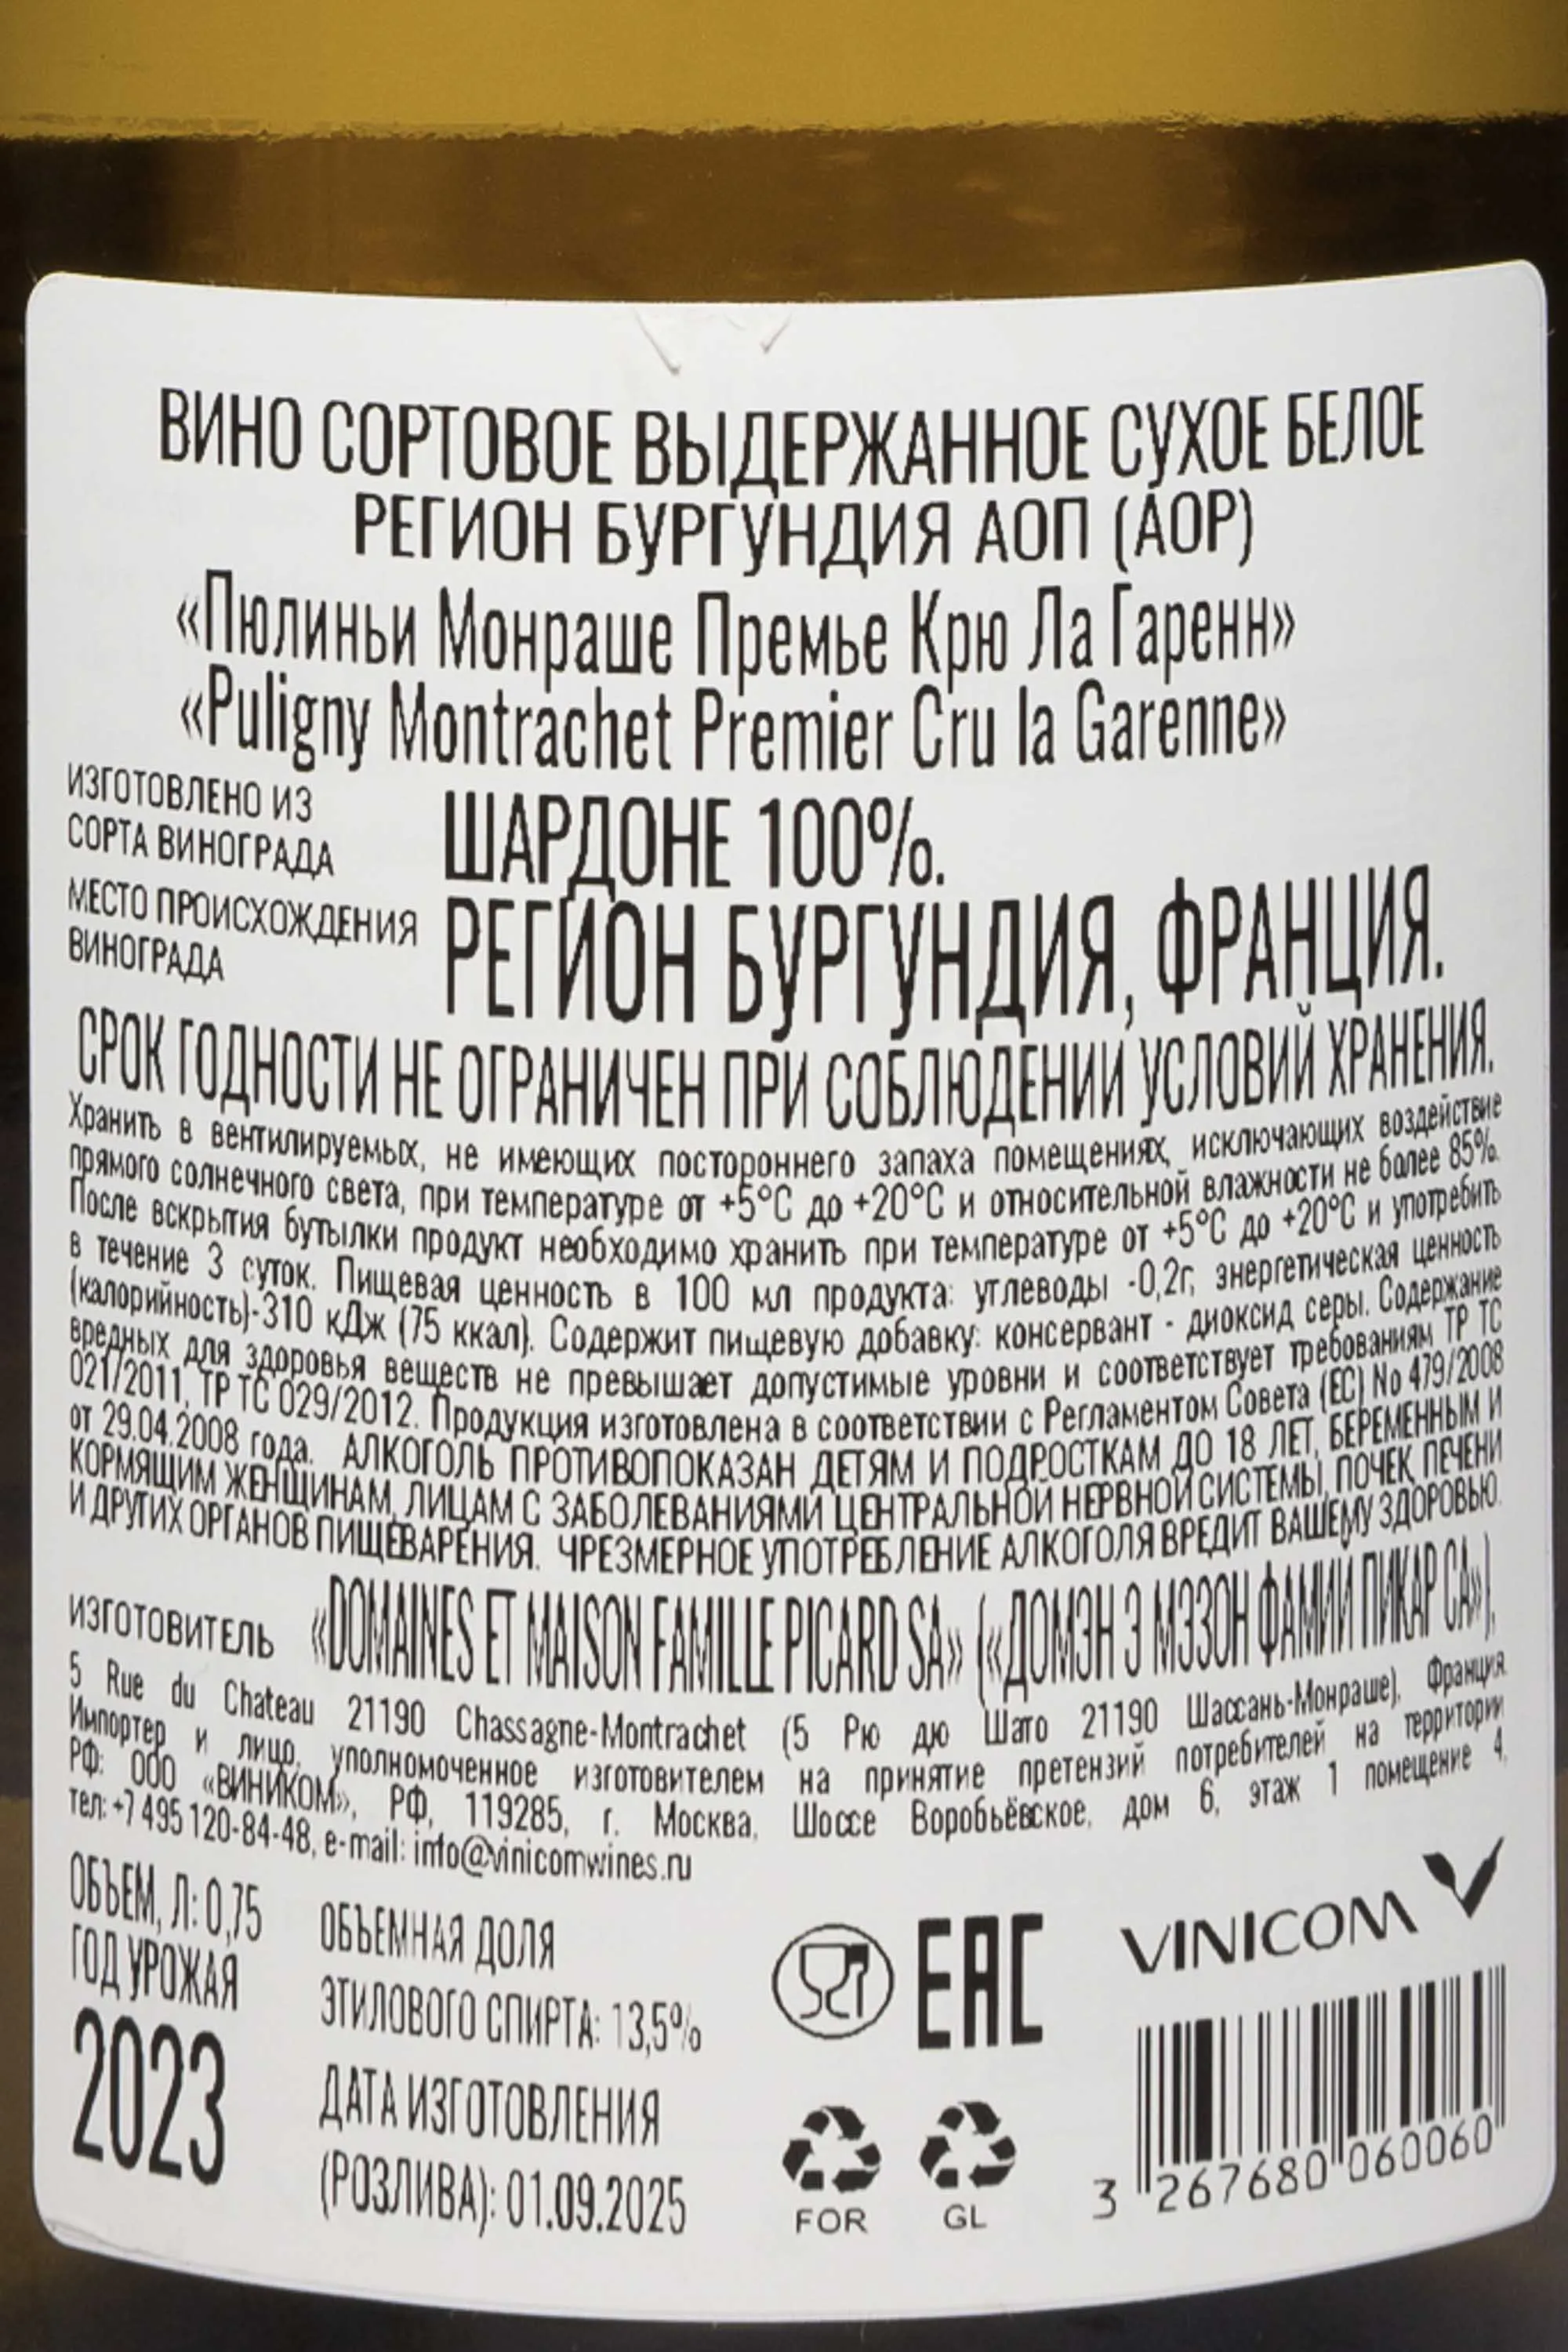 ВИНО СОРТОВОЕ ВЫДЕРЖАННОЕ СУХОЕ БЕЛОЕ
РЕГИОН БУРГУНДИЯ АОП (AOP)
«Пюлиньи Монраше Премье Крю Ла Гаренн»
«Puligny Montrachet Premier Cru la Garenne»
ИЗГОТОВЛЕНО ИЗ
СОРТА ВИНОГРАДА
ШАРДОНЕ 100%.
МЕСТО ПРОИСХОЖДЕНИЯ
ВИНОГРАДА
РЕГИОН БУРГУНДИЯ, ФРАНЦИЯ.
СРОК ГОДНОСТИ НЕ ОГРАНИЧЕН ПРИ СОБЛЮДЕНИИ УСЛОВИЙ ХРАНЕНИЯ.
Хранить в вентилируемых, не имеющих постороннего запаха помещениях, исключающих воздействие
прямого солнечного света, при температуре от +5°С до +20°С и относительной влажности не более 85%.
После вскрытия бутылки продукт необходимо хранить при температуре от +5°С до +20°С и употребить
в течение 3 суток. Пищевая ценность в 100 мл продукта: углеводы -0,2г, энергетическая ценность
(калорийность)-310 кДж (75 ккал). Содержит пищевую добавку: консервант - диоксид серы. Содержание
вредных для здоровья веществ не превышает допустимые уровни и соответствует требованиям ТР ТС
021/2011, ТР ТС 029/2012. Продукция изготовлена в соответствии с Регламентом Совета (ЕС) No 479/2008
от 29.04.2008 года. АЛКОГОЛЬ ПРОТИВОПОКАЗАН ДЕТЯМ И ПОДРОСТКАМ ДО 18 ЛЕТ, БЕРЕМЕННЫМ И
КОРМЯЩИМ ЖЕНЩИНАМ, ЛИЦАМ С ЗАБОЛЕВАНИЯМИ ЦЕНТРАЛЬНОЙ НЕРВНОЙ СИСТЕМЫ, ПОЧЕК, ПЕЧЕНИ
И ДРУГИХ ОРГАНОВ ПИЩЕВАРЕНИЯ. ЧРЕЗМЕРНОЕ УПОТРЕБЛЕНИЕ АЛКОГОЛЯ ВРЕДИТ ВАШЕМУ ЗДОРОВЬЮ.
ИЗГОТОВИТЕЛЬ «DOMAINES ET MAISON FAMILLE PICARD SA» («ДОМЭН Э МЭЗОН ФАМИЙ ПИКАР СА»),
5 Rue du Chateau 21190 Chassagne-Montrachet (5 Рю дю Шато 21190 Шассань-Монраше), Франция.
Импортер и лицо, уполномоченное изготовителем на принятие претензий потребителей на территории
РФ: ООО «ВИНИКОМ», РФ, 119285, г. Москва, Шоссе Воробьёвское, дом 6, этаж 1 помещение 4,
тел: +7 495 120-84-48, e-mail: info@vinicomwines.ru
ОБЪЕМ, Л: 0,75
ГОД УРОЖАЯ
2023
ОБЪЕМНАЯ ДОЛЯ
ЭТИЛОВОГО СПИРТА: 13,5%
ДАТА ИЗГОТОВЛЕНИЯ
(РОЗЛИВА): 01.09.2025
EAC
FOR
GL
VINICOM
3 267680 060060